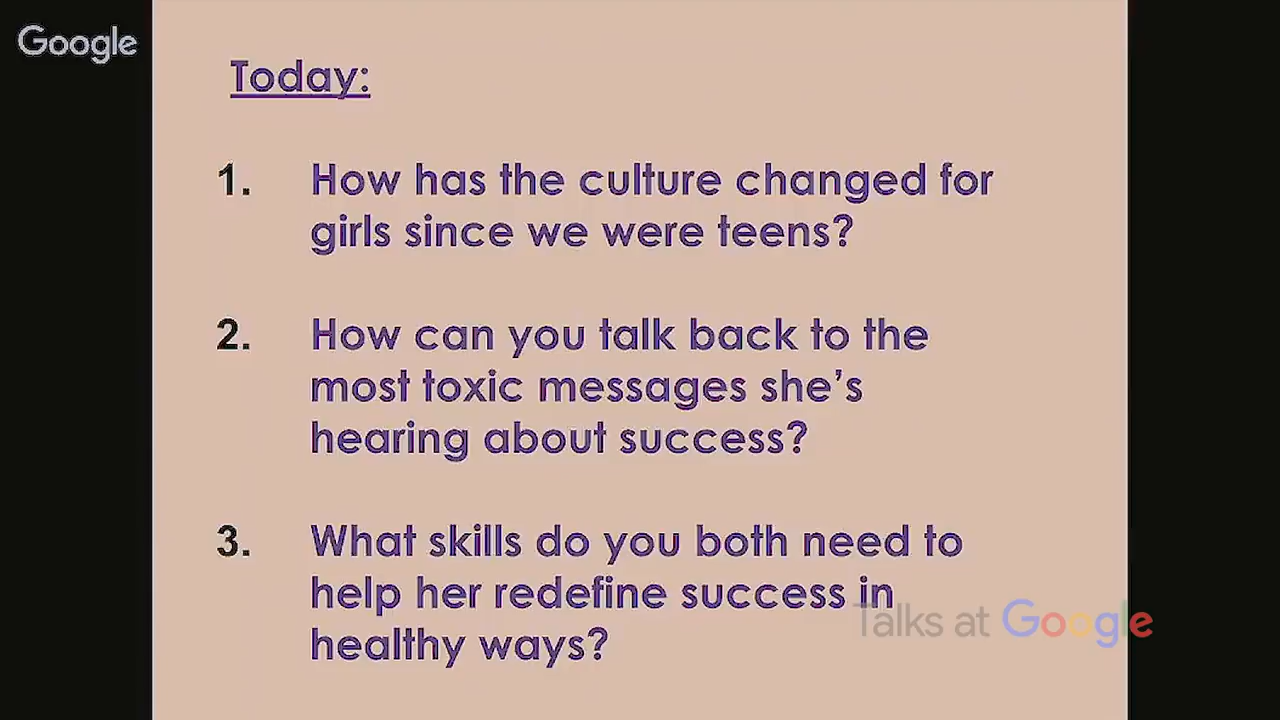 Google
Today:
1. How has the culture changed for
girls since we were teens?
2. How can you talk back to the
most toxic messages she's
hearing about success?
3. What skills do you both need to
help her redefine success in
healthy ways?
Talks at Google